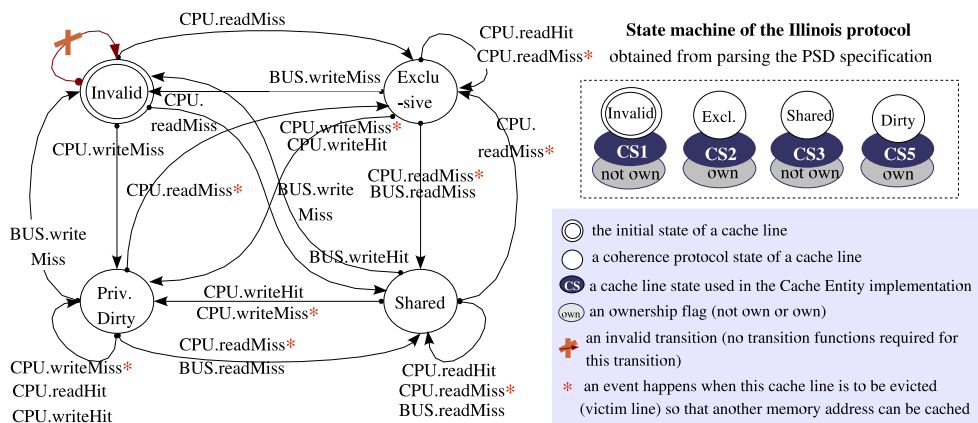 CPU.readMiss
CPU.readHit
CPU.readMiss*
Invalid
BUS.writeMiss
Exclu
-sive
CPU.
readMiss
CPU.writeMiss*
CPU.writeHit
CPU.
readMiss*
CPU.writeMiss
CPU.readMiss*
CPU.readMiss*
BUS.readMiss
BUS.write
Miss
BUS.write
Miss
BUS.writeHit
Priv.
Dirty
CPU.writeHit
CPU.writeMiss*
Shared
CPU.readMiss*
BUS.readMiss
CPU.writeMiss*
CPU.readHit
CPU.writeHit
CPU.readHit
CPU.readMiss*
BUS.readMiss
State machine of the Illinois protocol
obtained from parsing the PSD specification
Invalid
CS1
not own
Excl.
CS2
own
Shared
CS3
not own
Dirty
CS5
own
the initial state of a cache line
a coherence protocol state of a cache line
CS a cache line state used in the Cache Entity implementation
own an ownership flag (not own or own)
an invalid transition (no transition functions required for
this transition)
* an event happens when this cache line is to be evicted
(victim line) so that another memory address can be cached